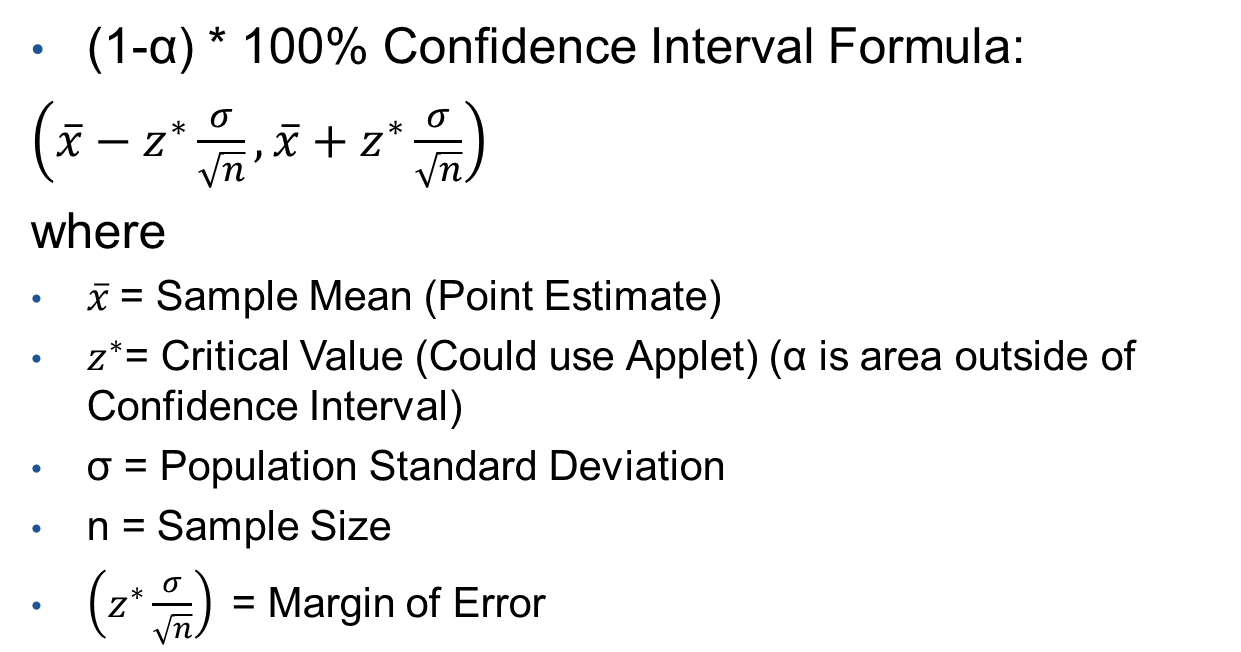 • (1-α) * 100% Confidence Interval Formula:
(x̄ − z* σ/√n, x̄ + z* σ/√n)
where
• x̄ = Sample Mean (Point Estimate)
• z*= Critical Value (Could use Applet) (α is area outside of
Confidence Interval)
• σ = Population Standard Deviation
• n = Sample Size
• (z* σ/√n) = Margin of Error